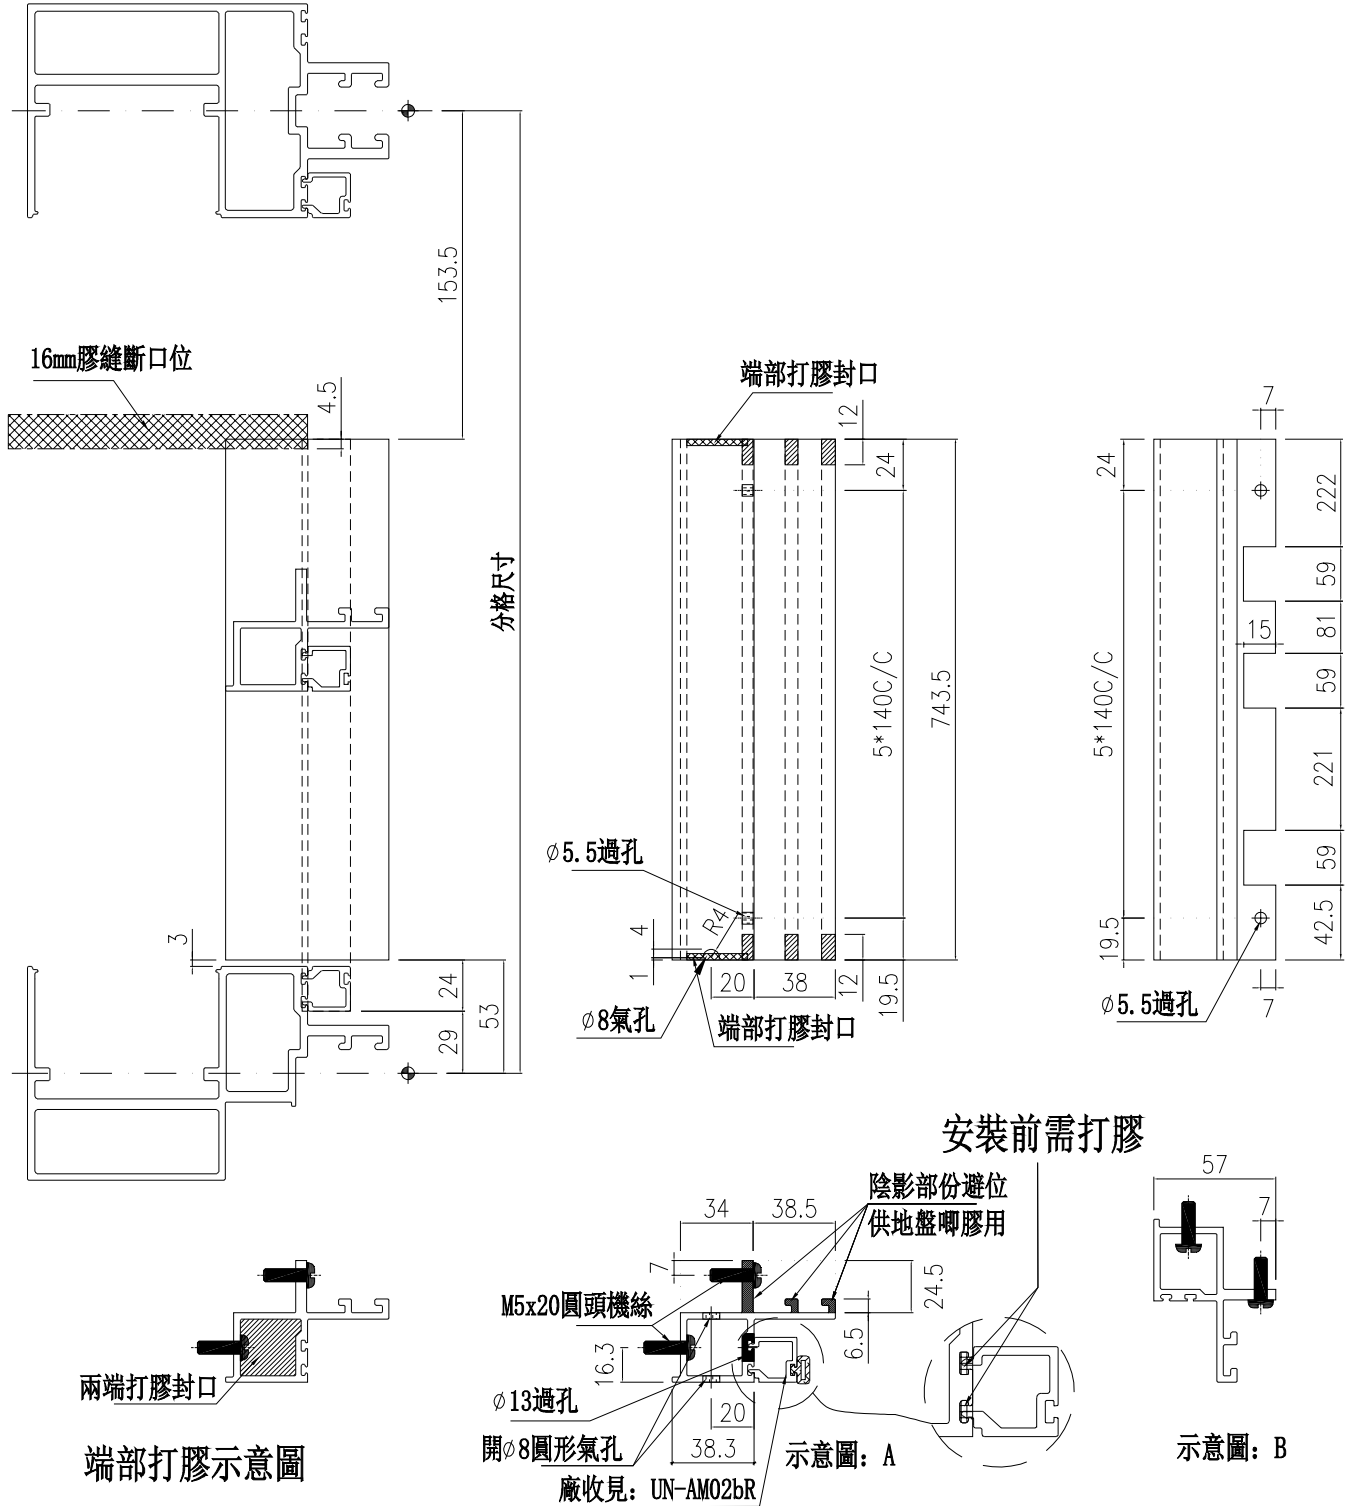 153.5
16mm膠縫斷口位
4.5
分格尺寸
3
24
53
29
端部打膠封口
12
24
5*140C/C
743.5
⌀5.5過孔
R4
4
1
20
38
12
19.5
⌀8氣孔
端部打膠封口
7
24
222
59
81
15
59
5*140C/C
221
59
42.5
19.5
⌀5.5過孔
7
安裝前需打膠
陰影部份避位
供地盤唧膠用
34
38.5
7
24.5
M5x20圓頭機絲
6.5
16.3
⌀13過孔
20
開⌀8圓形氣孔
38.3
示意圖: A
廠收見: UN-AM02bR
57
7
示意圖: B
兩端打膠封口
端部打膠示意圖